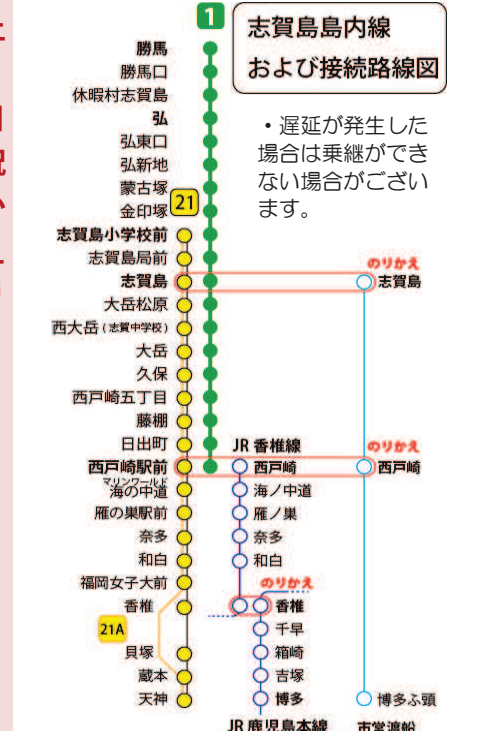 1
志賀島島内線
および接続路線図
・遅延が発生した
場合は乗継ができ
ない場合がござい
ます。
勝馬
勝馬口
休暇村志賀島
弘
弘東口
弘新地
蒙古塚
金印塚
21
志賀島小学校前
志賀島局前
志賀島
大岳松原
西大岳(志賀中学校)
大岳
久保
西戸崎五丁目
藤棚
日出町
西戸崎駅前
マリンワールド
海の中道
雁の巣駅前
奈多
和白
福岡女子大前
香椎
21A
貝塚
蔵本
天神
JR 香椎線
西戸崎
海ノ中道
雁ノ巣
奈多
和白
のりかえ
香椎
千早
箱崎
吉塚
博多
JR 鹿児島本線
のりかえ
志賀島
のりかえ
西戸崎
博多ふ頭
市営渡船